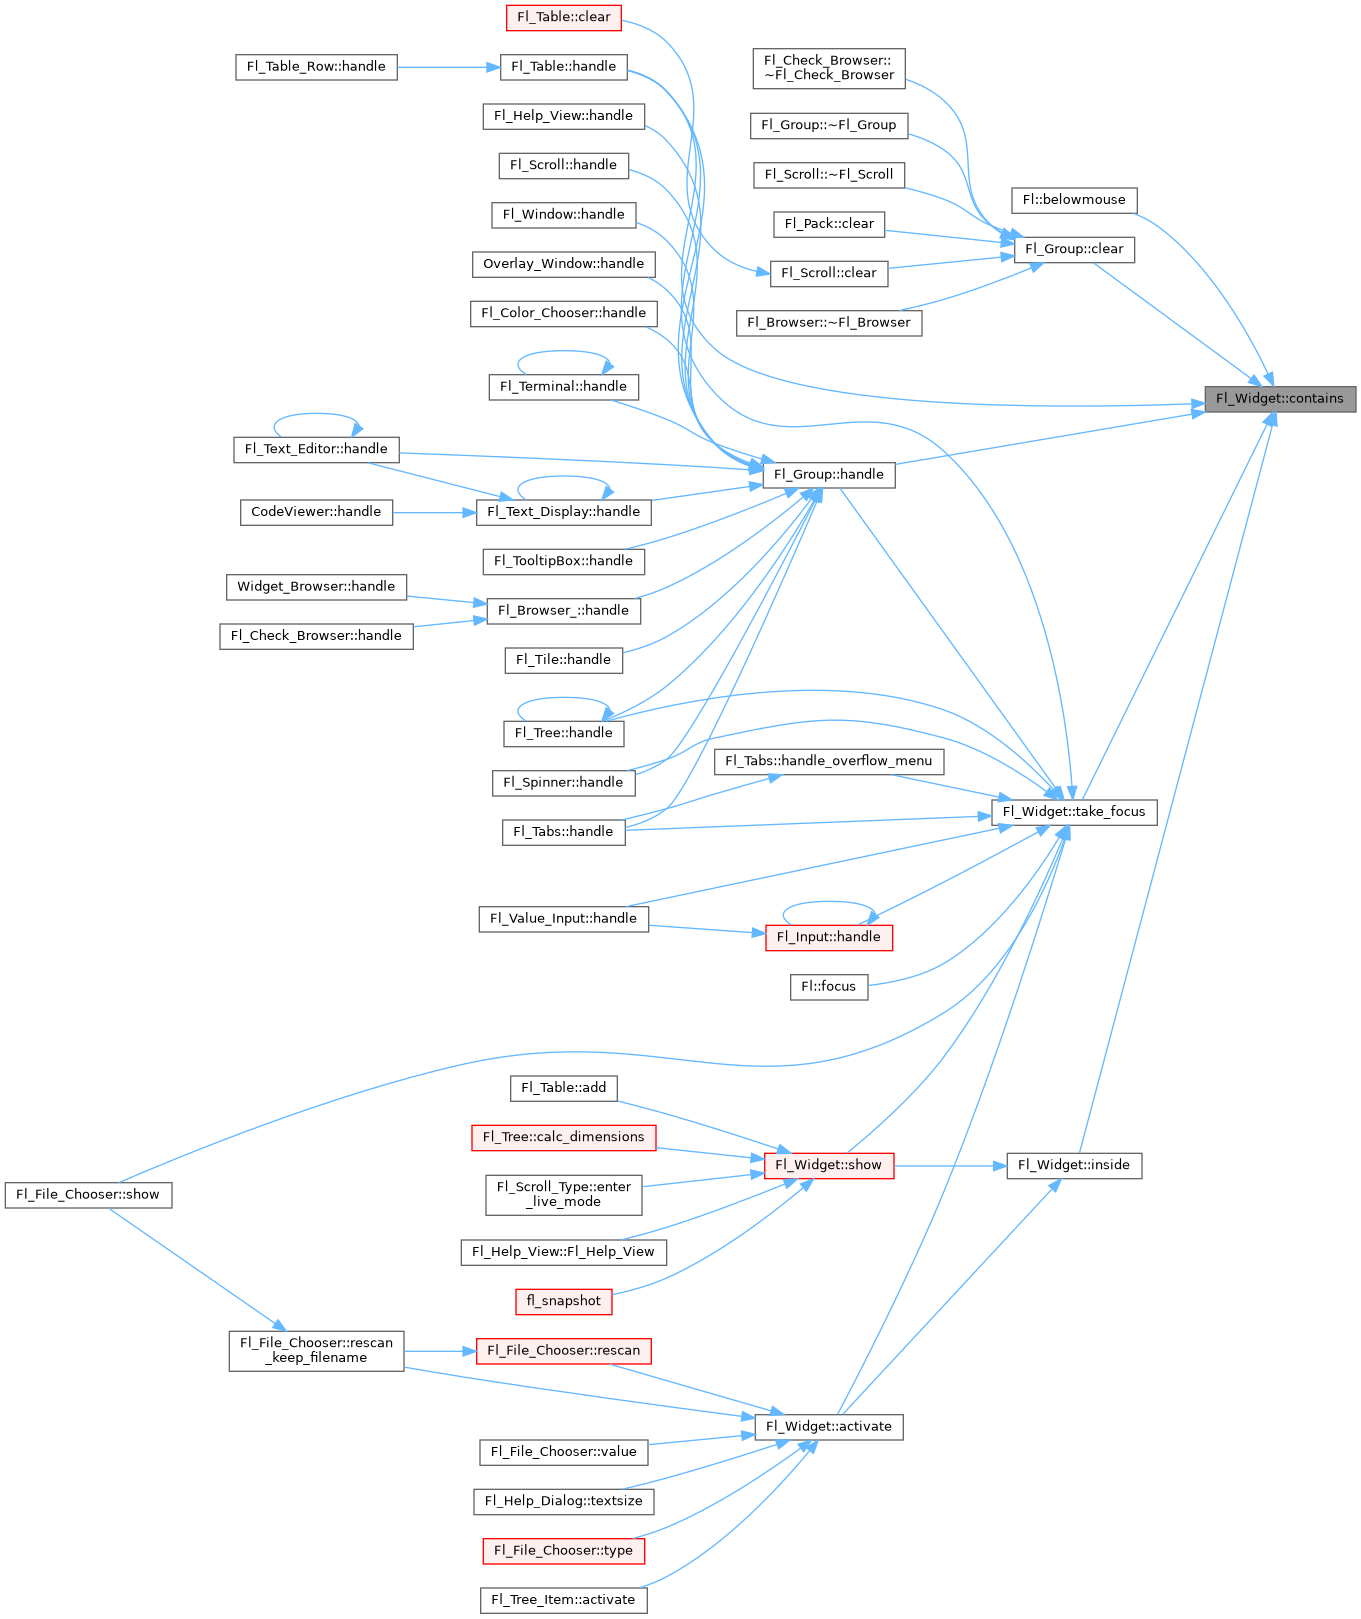 Fl_Table::clear
Fl_Table_Row::handle
Fl_Table::handle
Fl_Check_Browser::
~Fl_Check_Browser
Fl_Help_View::handle
Fl_Group::~Fl_Group
Fl_Scroll::handle
Fl_Scroll::~Fl_Scroll
Fl::belowmouse
Fl_Window::handle
Fl_Pack::clear
Fl_Group::clear
Overlay_Window::handle
Fl_Scroll::clear
Fl_Color_Chooser::handle
Fl_Browser::~Fl_Browser
Fl_Terminal::handle
Fl_Widget::contains
Fl_Text_Editor::handle
Fl_Group::handle
CodeViewer::handle
Fl_Text_Display::handle
Fl_TooltipBox::handle
Widget_Browser::handle
Fl_Browser_::handle
Fl_Check_Browser::handle
Fl_Tile::handle
Fl_Tree::handle
Fl_Tabs::handle_overflow_menu
Fl_Spinner::handle
Fl_Widget::take_focus
Fl_Tabs::handle
Fl_Value_Input::handle
Fl_Input::handle
Fl::focus
Fl_Table::add
Fl_Tree::calc_dimensions
Fl_Widget::show
Fl_Widget::inside
Fl_File_Chooser::show
Fl_Scroll_Type::enter
_live_mode
Fl_Help_View::Fl_Help_View
fl_snapshot
Fl_File_Chooser::rescan
_keep_filename
Fl_File_Chooser::rescan
Fl_Widget::activate
Fl_File_Chooser::value
Fl_Help_Dialog::textsize
Fl_File_Chooser::type
Fl_Tree_Item::activate